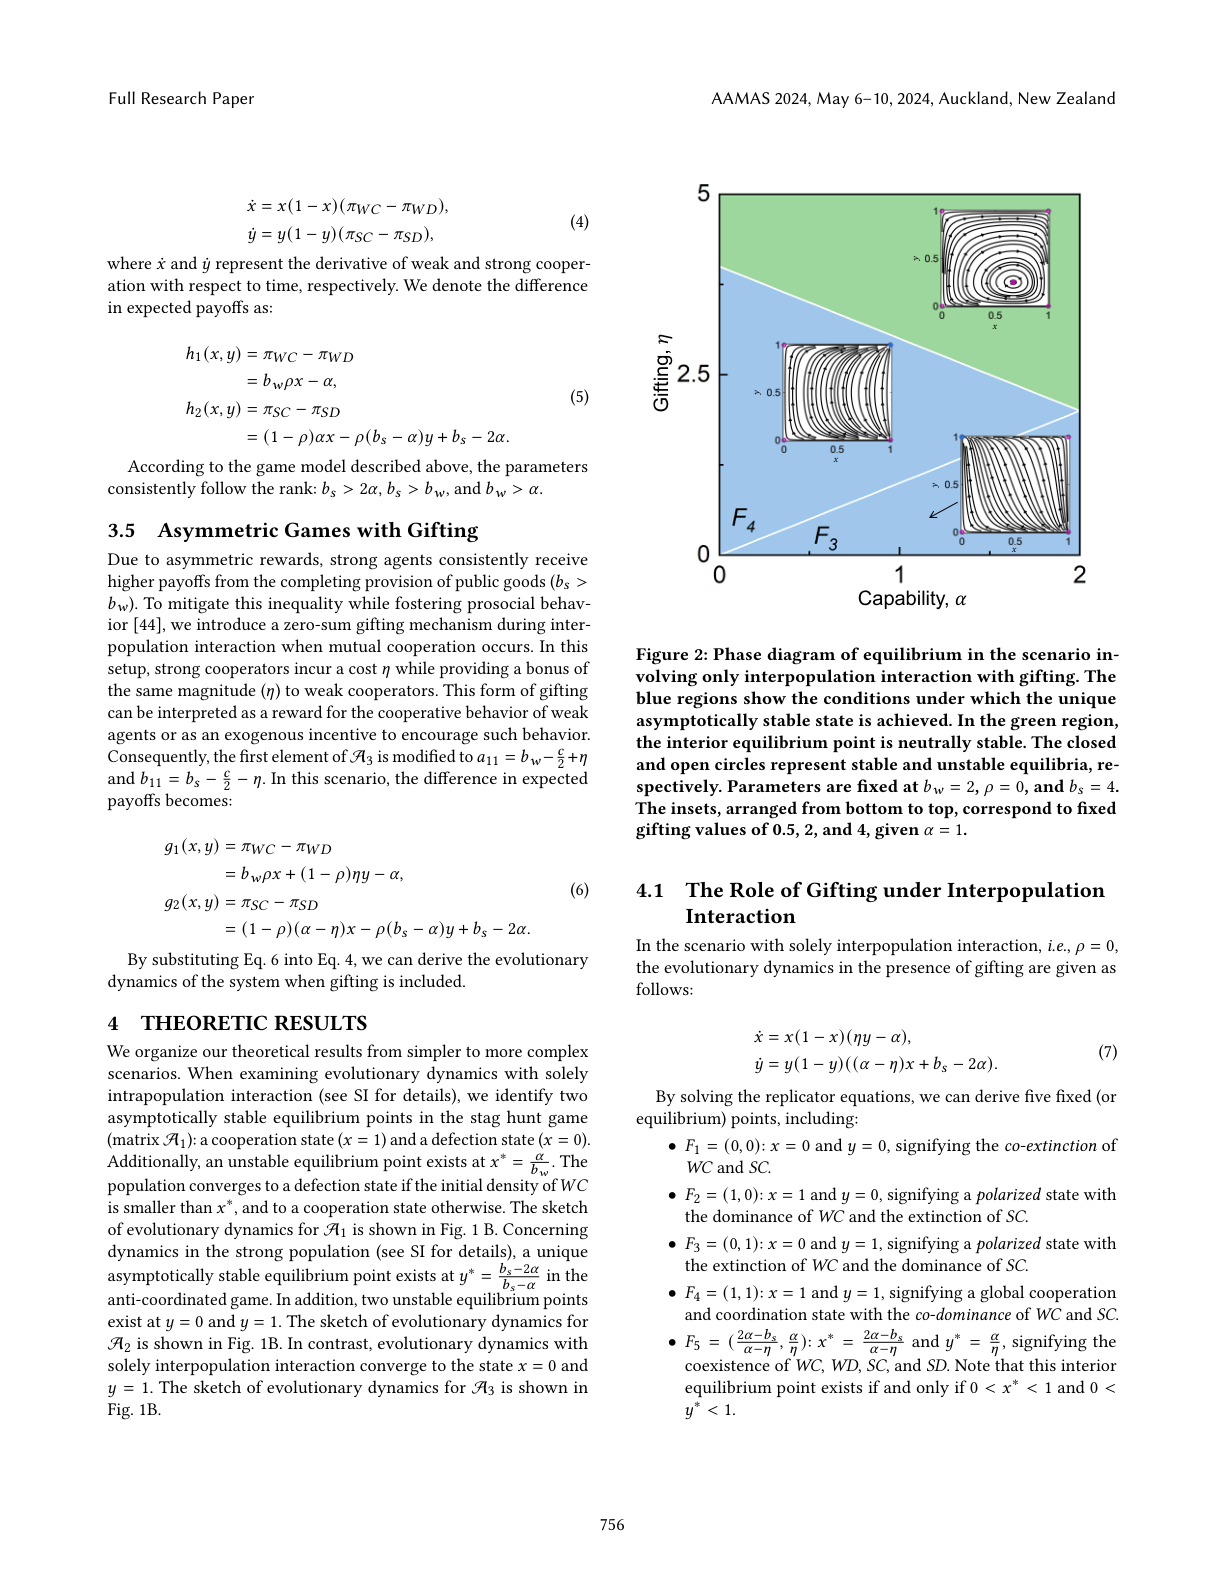 Full Research Paper
AAMAS 2024, May 6–10, 2024, Auckland, New Zealand
ẋ = x(1 − x)(π_WC − π_WD),
ẏ = y(1 − y)(π_SC − π_SD),
(4)
where ẋ and ẏ represent the derivative of weak and strong cooper-
ation with respect to time, respectively. We denote the difference
in expected payoffs as:
h₁(x, y) = π_WC − π_WD
= b_wρx − α,
h₂(x, y) = π_SC − π_SD
= (1 − ρ)αx − ρ(b_s − α)y + b_s − 2α.
(5)
According to the game model described above, the parameters
consistently follow the rank: b_s > 2α, b_s > b_w, and b_w > α.
3.5 Asymmetric Games with Gifting
Due to asymmetric rewards, strong agents consistently receive
higher payoffs from the completing provision of public goods (b_s >
b_w). To mitigate this inequality while fostering prosocial behav-
ior [44], we introduce a zero-sum gifting mechanism during inter-
population interaction when mutual cooperation occurs. In this
setup, strong cooperators incur a cost η while providing a bonus of
the same magnitude (η) to weak cooperators. This form of gifting
can be interpreted as a reward for the cooperative behavior of weak
agents or as an exogenous incentive to encourage such behavior.
Consequently, the first element of 𝒜₃ is modified to a₁₁ = b_w − c/2 + η
and b₁₁ = b_s − c/2 − η. In this scenario, the difference in expected
payoffs becomes:
g₁(x, y) = π_WC − π_WD
= b_wρx + (1 − ρ)ηy − α,
g₂(x, y) = π_SC − π_SD
= (1 − ρ)(α − η)x − ρ(b_s − α)y + b_s − 2α.
(6)
By substituting Eq. 6 into Eq. 4, we can derive the evolutionary
dynamics of the system when gifting is included.
4 THEORETIC RESULTS
We organize our theoretical results from simpler to more complex
scenarios. When examining evolutionary dynamics with solely
intrapopulation interaction (see SI for details), we identify two
asymptotically stable equilibrium points in the stag hunt game
(matrix 𝒜₁): a cooperation state (x = 1) and a defection state (x = 0).
Additionally, an unstable equilibrium point exists at x* = α/b_w. The
population converges to a defection state if the initial density of WC
is smaller than x*, and to a cooperation state otherwise. The sketch
of evolutionary dynamics for 𝒜₁ is shown in Fig. 1 B. Concerning
dynamics in the strong population (see SI for details), a unique
asymptotically stable equilibrium point exists at y* = (b_s−2α)/(b_s−α) in the
anti-coordinated game. In addition, two unstable equilibrium points
exist at y = 0 and y = 1. The sketch of evolutionary dynamics for
𝒜₂ is shown in Fig. 1B. In contrast, evolutionary dynamics with
solely interpopulation interaction converge to the state x = 0 and
y = 1. The sketch of evolutionary dynamics for 𝒜₃ is shown in
Fig. 1B.
5
2.5
0
Gifting, η
1
y 0.5
0
0 0.5 1
x
1
y 0.5
0
0 0.5 1
x
1
y 0.5
0
0 0.5 1
x
F₄
F₃
0 1 2
Capability, α
Figure 2: Phase diagram of equilibrium in the scenario in-
volving only interpopulation interaction with gifting. The
blue regions show the conditions under which the unique
asymptotically stable state is achieved. In the green region,
the interior equilibrium point is neutrally stable. The closed
and open circles represent stable and unstable equilibria, re-
spectively. Parameters are fixed at b_w = 2, ρ = 0, and b_s = 4.
The insets, arranged from bottom to top, correspond to fixed
gifting values of 0.5, 2, and 4, given α = 1.
4.1 The Role of Gifting under Interpopulation
Interaction
In the scenario with solely interpopulation interaction, i.e., ρ = 0,
the evolutionary dynamics in the presence of gifting are given as
follows:
ẋ = x(1 − x)(ηy − α),
ẏ = y(1 − y)((α − η)x + b_s − 2α).
(7)
By solving the replicator equations, we can derive five fixed (or
equilibrium) points, including:
• F₁ = (0, 0): x = 0 and y = 0, signifying the co-extinction of
WC and SC.
• F₂ = (1, 0): x = 1 and y = 0, signifying a polarized state with
the dominance of WC and the extinction of SC.
• F₃ = (0, 1): x = 0 and y = 1, signifying a polarized state with
the extinction of WC and the dominance of SC.
• F₄ = (1, 1): x = 1 and y = 1, signifying a global cooperation
and coordination state with the co-dominance of WC and SC.
• F₅ = ((2α−b_s)/(α−η), α/η): x* = (2α−b_s)/(α−η) and y* = α/η, signifying the
coexistence of WC, WD, SC, and SD. Note that this interior
equilibrium point exists if and only if 0 < x* < 1 and 0 <
y* < 1.
756